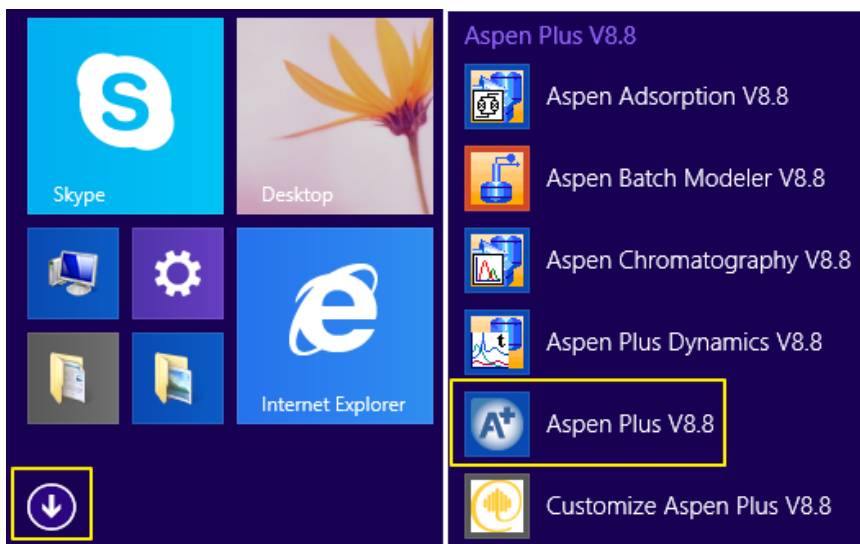 Skype
Desktop
Internet Explorer
Aspen Plus V8.8
Aspen Adsorption V8.8
Aspen Batch Modeler V8.8
Aspen Chromatography V8.8
Aspen Plus Dynamics V8.8
Aspen Plus V8.8
Customize Aspen Plus V8.8